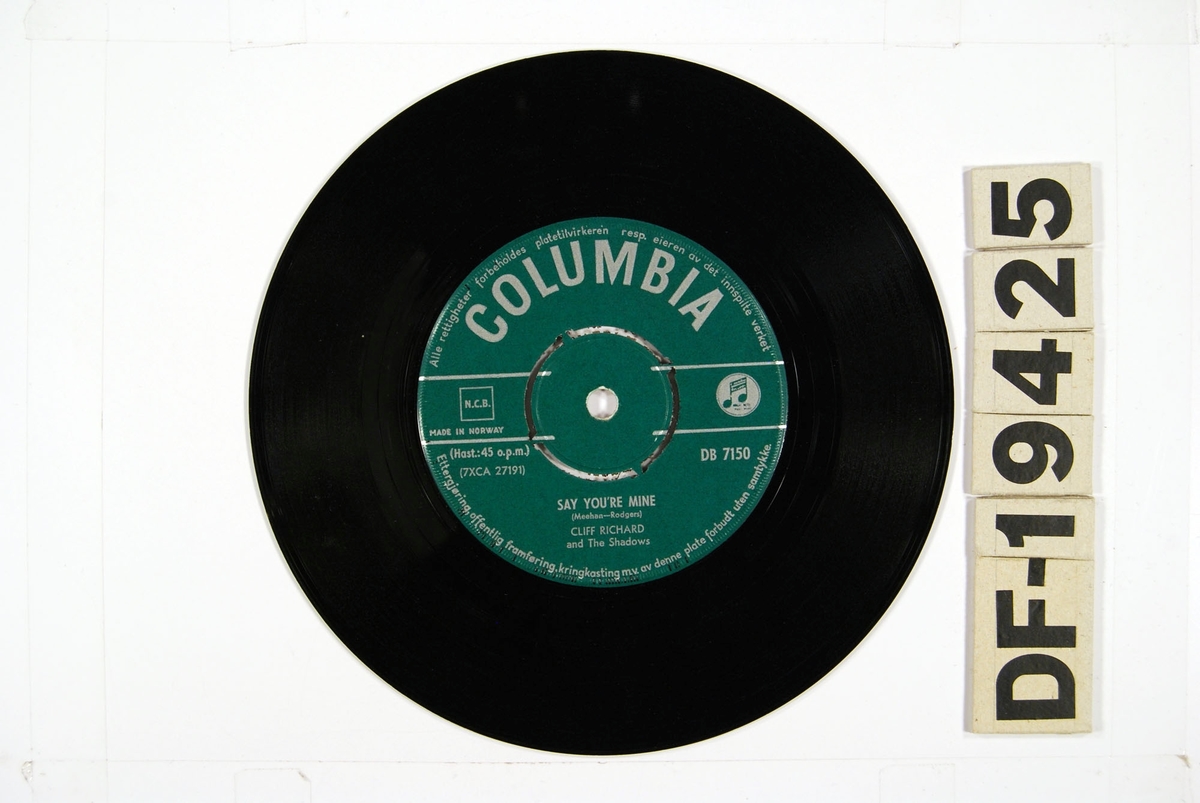 Alle rettigheter forbeholdes platetilvirkeren resp. eieren av det innspilte verket
COLUMBIA
N.C.B.
MADE IN NORWAY
(Hast.: 45 o.p.m.)
(7XCA 27191)
DB 7150
SAY YOU'RE MINE
(Meehan—Rodgers)
CLIFF RICHARD
and The Shadows
Ettergjøring, offentlig framføring, kringkasting m.v. av denne plate forbudt uten samtykke
DF-19425